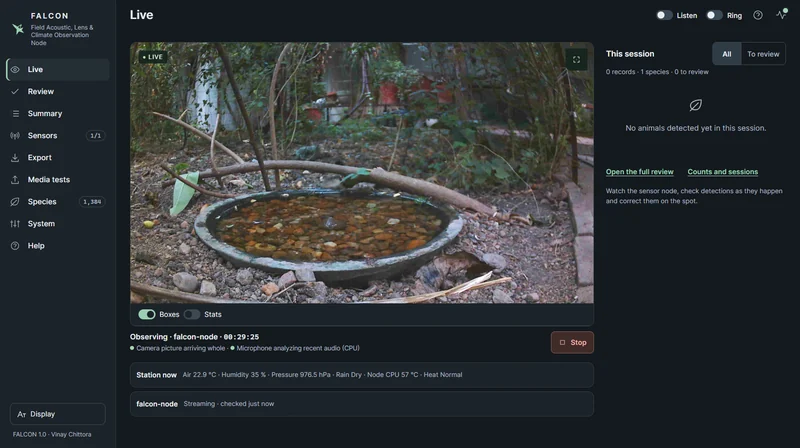 FALCON
Field Acoustic, Lens &
Climate Observation
Node
Live
Review
Summary
Sensors 1/1
Export
Media tests
Species 1,384
System
Help
Display
FALCON 1.0 · Vinay Chittora
Live
Listen Ring
LIVE
Boxes Stats
Observing · falcon-node · 00:29:25
Camera picture arriving whole · Microphone analyzing recent audio (CPU)
Stop
Station now Air 22.9 °C · Humidity 35 % · Pressure 976.5 hPa · Rain Dry · Node CPU 57 °C · Heat Normal
falcon-node Streaming · checked just now
This session
All To review
0 records · 1 species · 0 to review
No animals detected yet in this session.
Open the full review Counts and sessions
Watch the sensor node, check detections as they happen
and correct them on the spot.